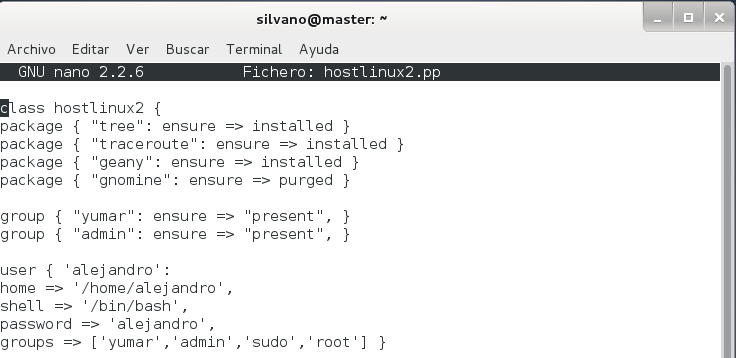 silvano@master: ~
Archivo Editar Ver Buscar Terminal Ayuda
GNU nano 2.2.6 Fichero: hostlinux2.pp
class hostlinux2 {
package { "tree": ensure => installed }
package { "traceroute": ensure => installed }
package { "geany": ensure => installed }
package { "gnomine": ensure => purged }
group { "yumar": ensure => "present", }
group { "admin": ensure => "present", }
user { 'alejandro':
home => '/home/alejandro',
shell => '/bin/bash',
password => 'alejandro',
groups => ['yumar','admin','sudo','root'] }